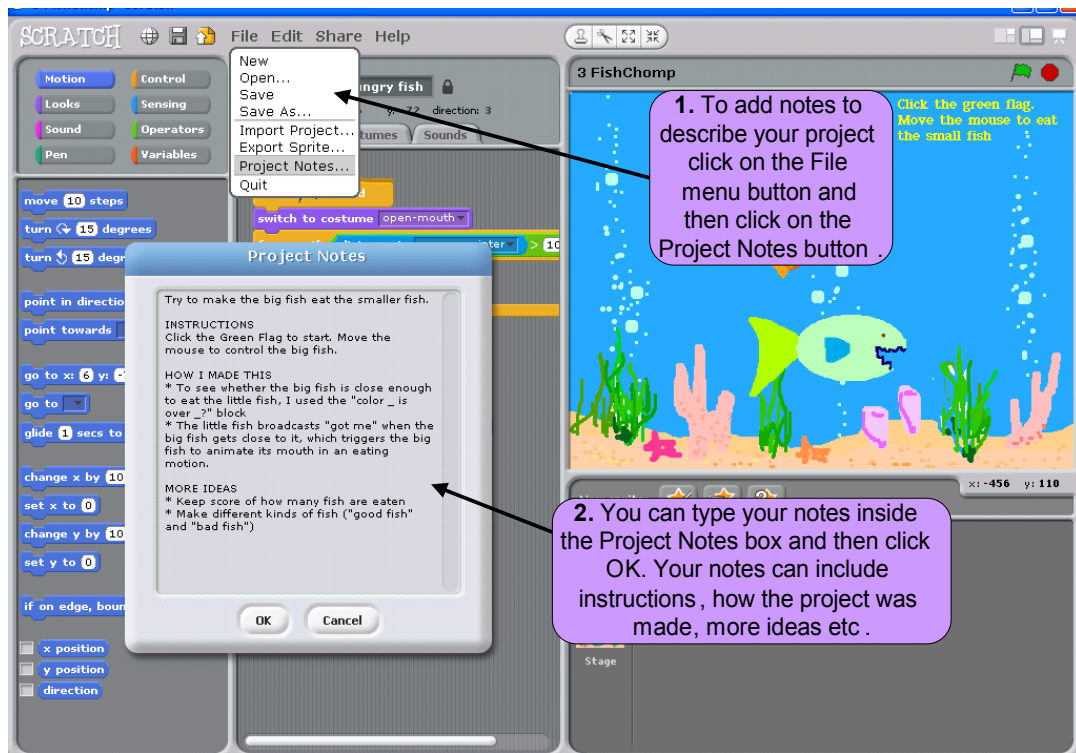 SCRATCH File Edit Share Help
New
Open...
Save
Save As...
Import Project...
Export Sprite...
Project Notes...
Quit
Motion Control
Looks Sensing
Sound Operators
Pen Variables
ngry fish
direction: 3
tumes Sounds
move 10 steps
turn 15 degrees
turn 15 degr
point in directio
point towards
go to x: 6 y:
go to
glide 1 secs to
change x by 10
set x to 0
change y by 10
set y to 0
if on edge, boun
x position
y position
direction
switch to costume open-mouth
> 10
Project Notes
Try to make the big fish eat the smaller fish.
INSTRUCTIONS
Click the Green Flag to start. Move the
mouse to control the big fish.
HOW I MADE THIS
* To see whether the big fish is close enough
to eat the little fish, I used the "color _ is
over _?" block
* The little fish broadcasts "got me" when the
big fish gets close to it, which triggers the big
fish to animate its mouth in an eating
motion.
MORE IDEAS
* Keep score of how many fish are eaten
* Make different kinds of fish ("good fish"
and "bad fish")
OK Cancel
3 FishChomp
Click the green flag.
Move the mouse to eat
the small fish
1. To add notes to
describe your project
click on the File
menu button and
then click on the
Project Notes button .
x: -456 y: 110
2. You can type your notes inside
the Project Notes box and then click
OK. Your notes can include
instructions , how the project was
made, more ideas etc .
Stage